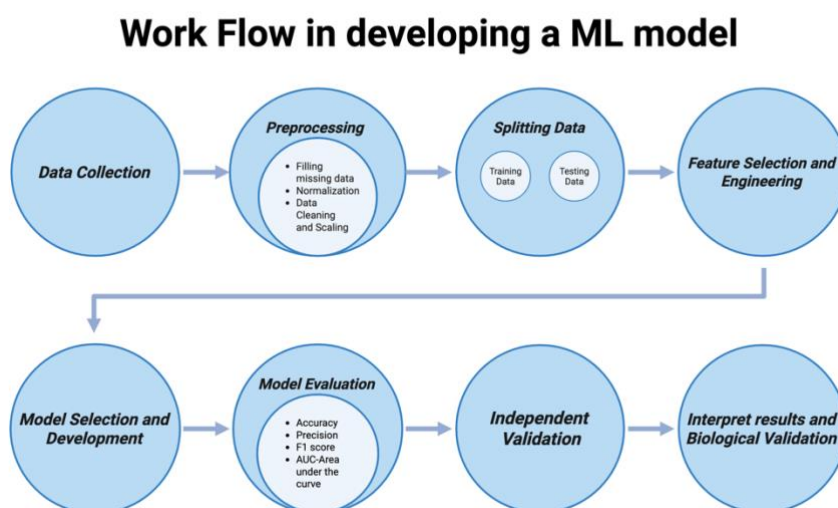 Work Flow in developing a ML model
Data Collection
Preprocessing
• Filling
missing data
• Normalization
• Data
Cleaning
and Scaling
Splitting Data
Training
Data
Testing
Data
Feature Selection and
Engineering
Model Selection and
Development
Model Evaluation
• Accuracy
• Precision
• F1 score
• AUC-Area
under the
curve
Independent
Validation
Interpret results and
Biological Validation